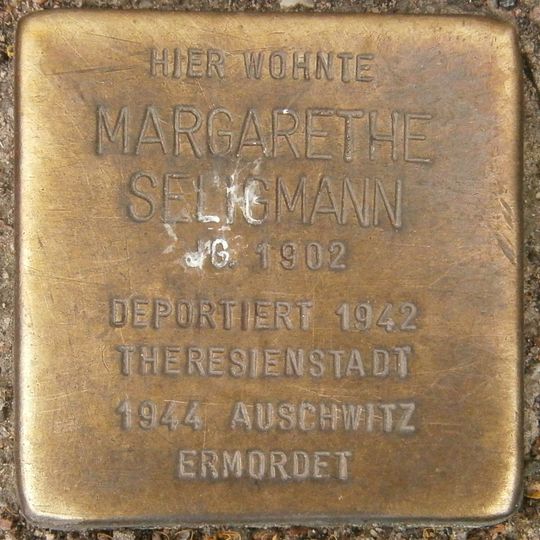 HIER WOHNTE
MARGARETHE
SELIGMANN
JG. 1902
DEPORTIERT 1942
THERESIENSTADT
1944 AUSCHWITZ
ERMORDET